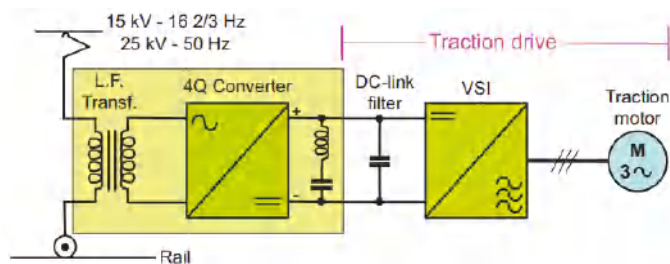 15 kV - 16 2/3 Hz
25 kV - 50 Hz
Traction drive
L.F.
Transf.
4Q Converter
DC-link
filter
VSI
Traction
motor
+
-
M
3~
Rail